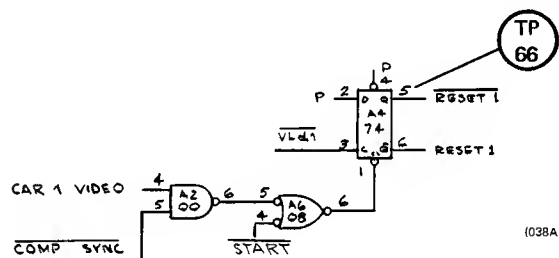 TP
66
P
4
P 2 D Q 5 RESET 1
A4
74
3 C Q 6 RESET 1
1
CAR 1 VIDEO 4
A2
00
6 5
A6
08
6
5 4
COMP SYNC START
(038A